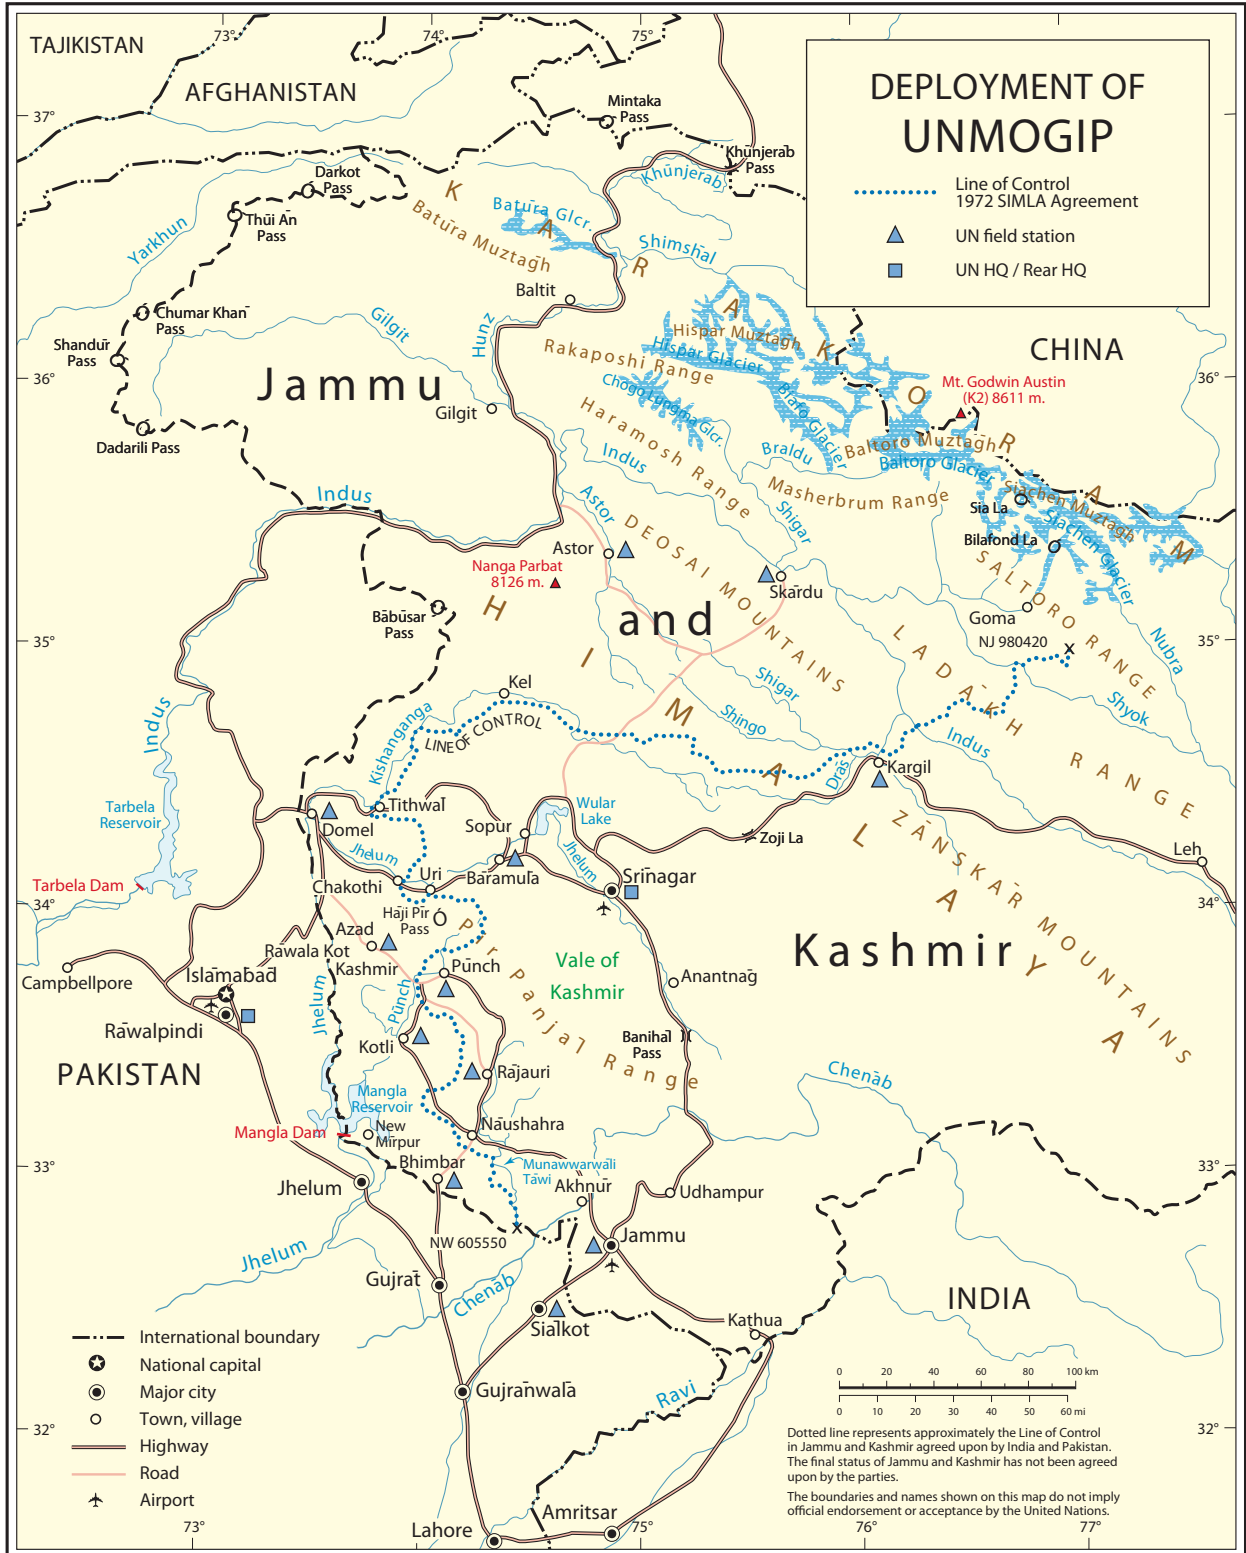 73°
74°
75°
TAJIKISTAN
AFGHANISTAN
37°
DEPLOYMENT OF
UNMOGIP
Line of Control
1972 SIMLA Agreement
UN field station
UN HQ / Rear HQ
Mintaka
Pass
Khunjerab
Pass
Khunjerab
Darkot
Pass
Thui An
Pass
Yarkhun
K
A
R
A
K
O
R
A
M
Batura Glcr.
Batura Muztagh
Shimshal
Baltit
Hunz
Chumar Khan
Pass
Shandur
Pass
Gilgit
Hispar Muztagh
Hispar Glacier
Rakaposhi Range
CHINA
36°
36°
Jammu
Chogo Lungma Glcr.
Biafo Glacier
Mt. Godwin Austin
(K2) 8611 m.
Gilgit
Haramosh Range
Dadarili Pass
Baltoro Muztagh
Baltoro Glacier
Braldu
Indus
Masherbrum Range
Siachen Muztagh
Sia La
Siachen Glacier
Indus
Astor
Shigar
Bilafond La
DEOSAI MOUNTAINS
Astor
Nanga Parbat
8126 m.
Skardu
SALTORO RANGE
Babusar
Pass
H
I
M
A
L
A
Y
A
and
Goma
NJ 980420
35°
35°
LADAKH RANGE
Nubra
Shyok
Kel
Shigar
Shingo
Indus
LINE OF CONTROL
Kishanganga
Indus
Dras
Kargil
Tarbela
Reservoir
Tithwal
Domel
Wular
Lake
Sopur
Jhelum
Jhelum
Zoji La
ZANSKAR MOUNTAINS
Leh
Tarbela Dam
Chakothi
Uri
Baramula
Srinagar
34°
34°
Haji Pir
Pass
Azad
Rawala Kot
Kashmir
Pir Panjal Range
Kashmir
Campbellpore
Islamabad
Punch
Vale of
Kashmir
Anantnag
Rawalpindi
Jhelum
Punch
Kotli
Banihal
Pass
PAKISTAN
Rajauri
Chenab
Mangla
Reservoir
Mangla Dam
New
Mirpur
Naushahra
33°
33°
Bhimbar
Munawwarwali
Tawi
Jhelum
Akhnur
Udhampur
NW 605550
Jammu
Jhelum
Gujrat
Chenab
INDIA
Sialkot
Kathua
International boundary
National capital
Major city
Town, village
Highway
Road
Airport
Gujranwala
Ravi
0 20 40 60 80 100 km
0 10 20 30 40 50 60 mi
32°
32°
Dotted line represents approximately the Line of Control
in Jammu and Kashmir agreed upon by India and Pakistan.
The final status of Jammu and Kashmir has not been agreed
upon by the parties.
The boundaries and names shown on this map do not imply
official endorsement or acceptance by the United Nations.
Amritsar
Lahore
73°
75°
76°
77°